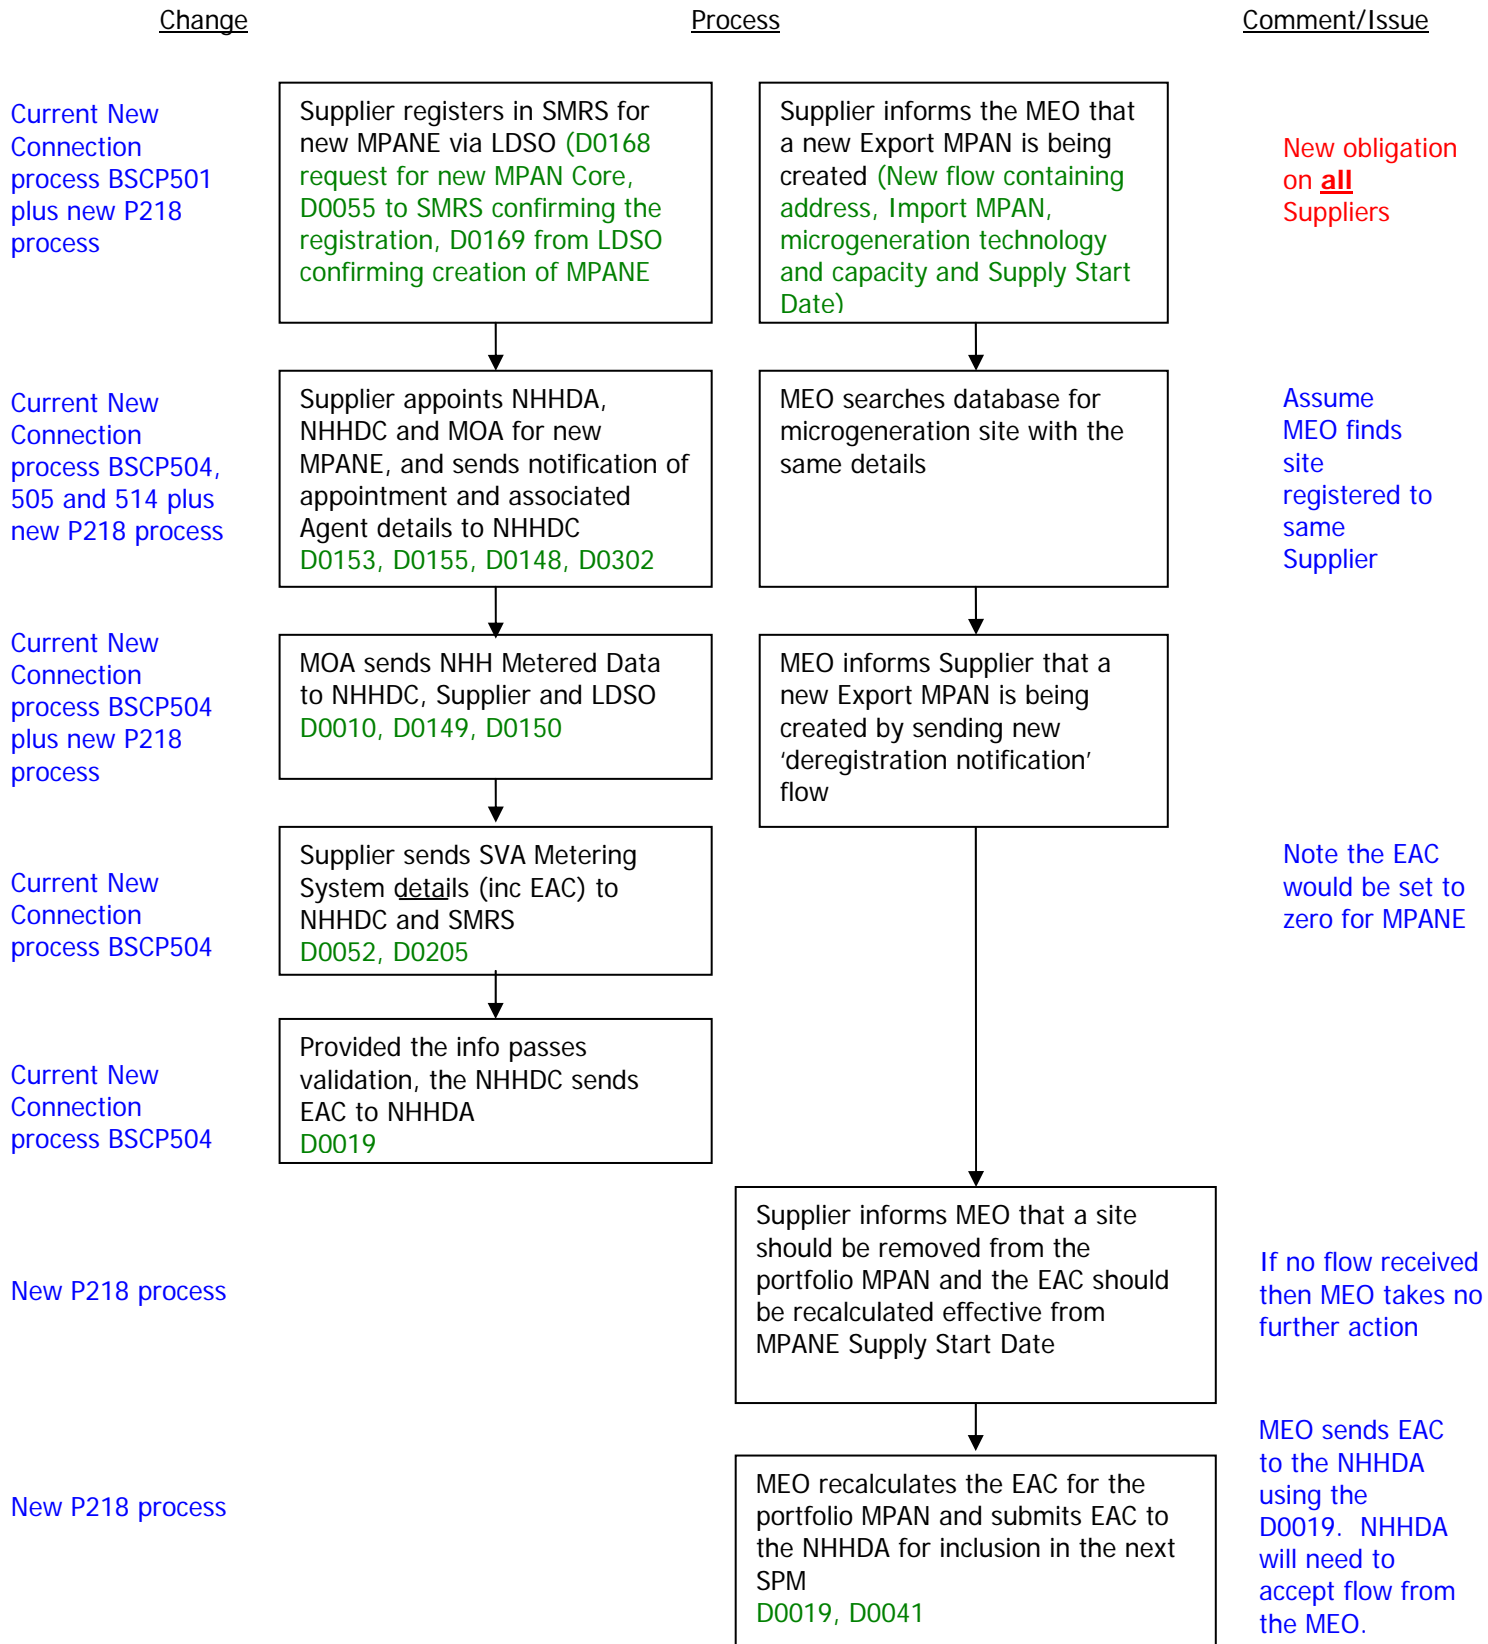 Change
Process
Comment/Issue
Current New
Connection
process BSCP501
plus new P218
process
Supplier registers in SMRS for
new MPANE via LDSO (D0168
request for new MPAN Core,
D0055 to SMRS confirming the
registration, D0169 from LDSO
confirming creation of MPANE
Supplier informs the MEO that
a new Export MPAN is being
created (New flow containing
address, Import MPAN,
microgeneration technology
and capacity and Supply Start
Date)
New obligation
on all
Suppliers
Current New
Connection
process BSCP504,
505 and 514 plus
new P218 process
Supplier appoints NHHDA,
NHHDC and MOA for new
MPANE, and sends notification of
appointment and associated
Agent details to NHHDC
D0153, D0155, D0148, D0302
MEO searches database for
microgeneration site with the
same details
Assume
MEO finds
site
registered to
same
Supplier
Current New
Connection
process BSCP504
plus new P218
process
MOA sends NHH Metered Data
to NHHDC, Supplier and LDSO
D0010, D0149, D0150
MEO informs Supplier that a
new Export MPAN is being
created by sending new
‘deregistration notification’
flow
Current New
Connection
process BSCP504
Supplier sends SVA Metering
System details (inc EAC) to
NHHDC and SMRS
D0052, D0205
Note the EAC
would be set to
zero for MPANE
Current New
Connection
process BSCP504
Provided the info passes
validation, the NHHDC sends
EAC to NHHDA
D0019
New P218 process
Supplier informs MEO that a site
should be removed from the
portfolio MPAN and the EAC should
be recalculated effective from
MPANE Supply Start Date
If no flow received
then MEO takes no
further action
New P218 process
MEO recalculates the EAC for the
portfolio MPAN and submits EAC to
the NHHDA for inclusion in the next
SPM
D0019, D0041
MEO sends EAC
to the NHHDA
using the
D0019. NHHDA
will need to
accept flow from
the MEO.